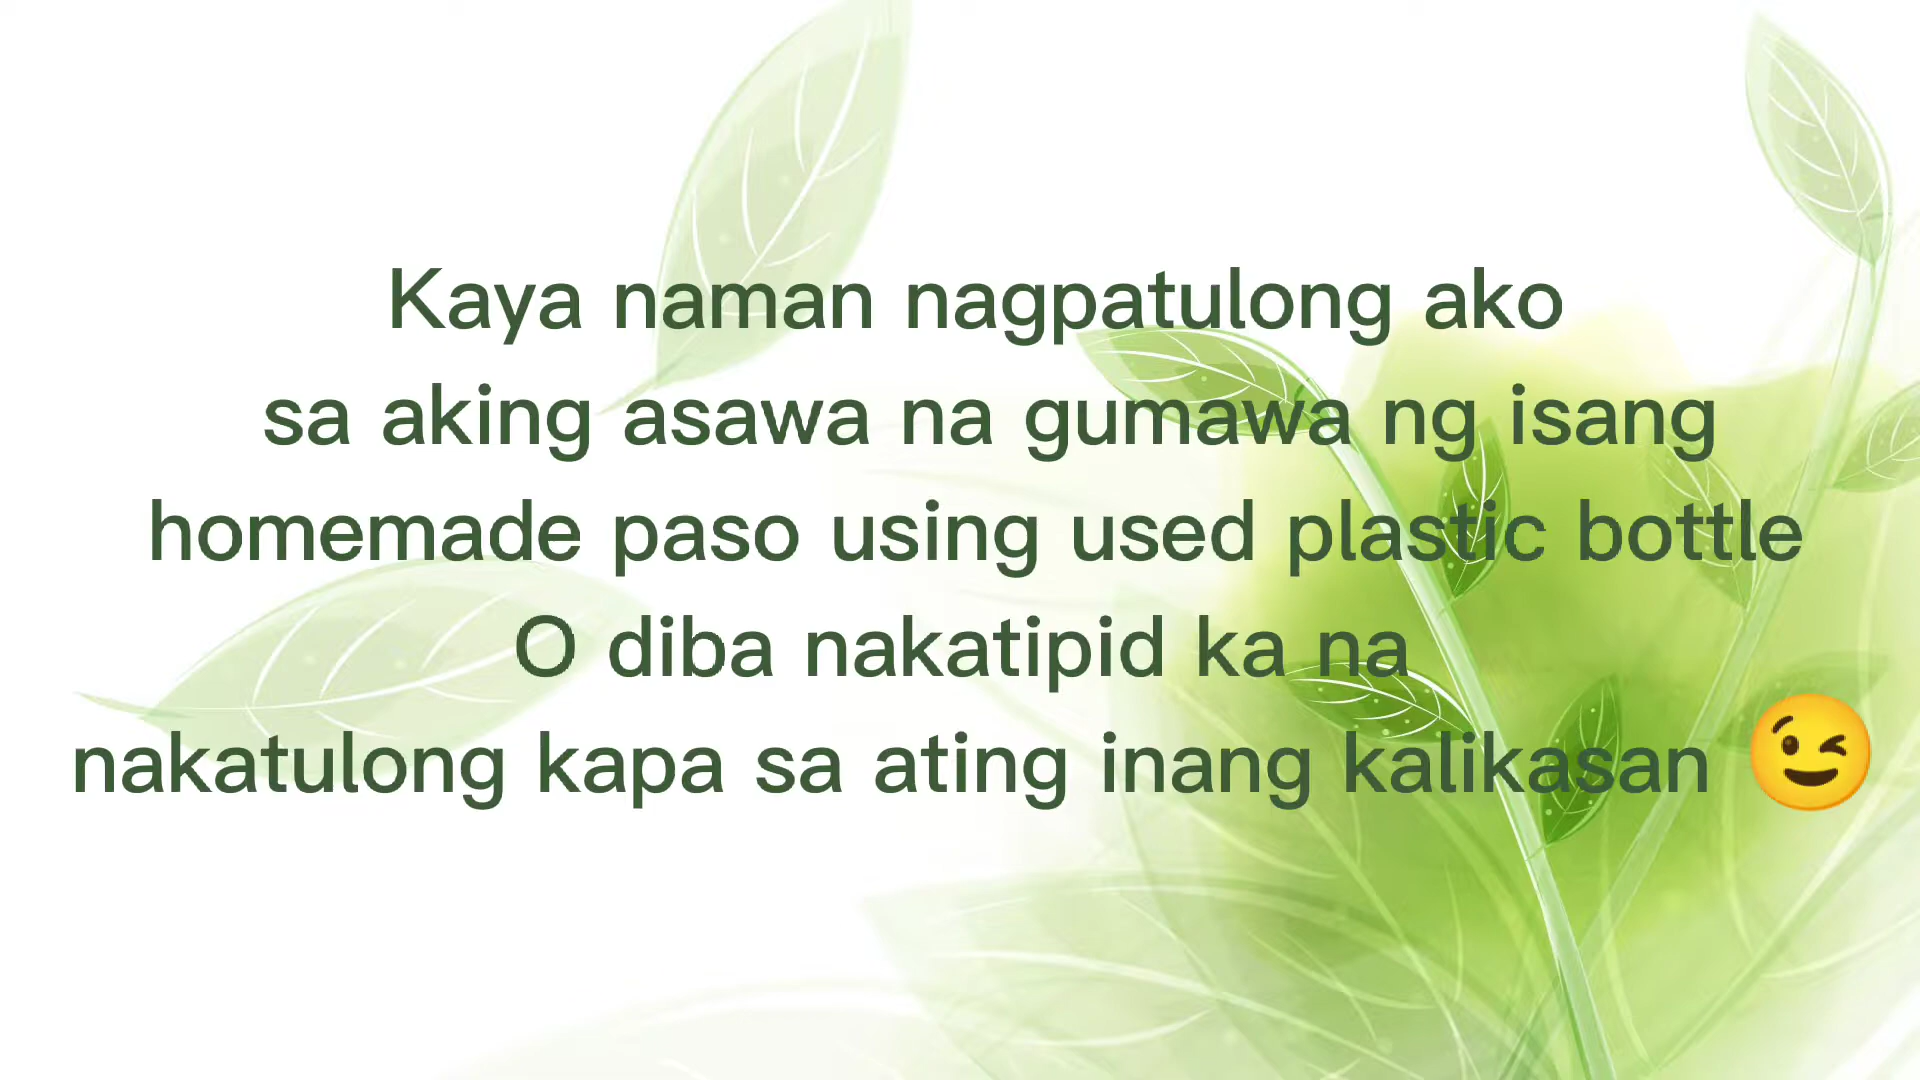 Kaya naman nagpatulong ako
sa aking asawa na gumawa ng isang
homemade paso using used plastic bottle
O diba nakatipid ka na
nakatulong kapa sa ating inang kalikasan 😉